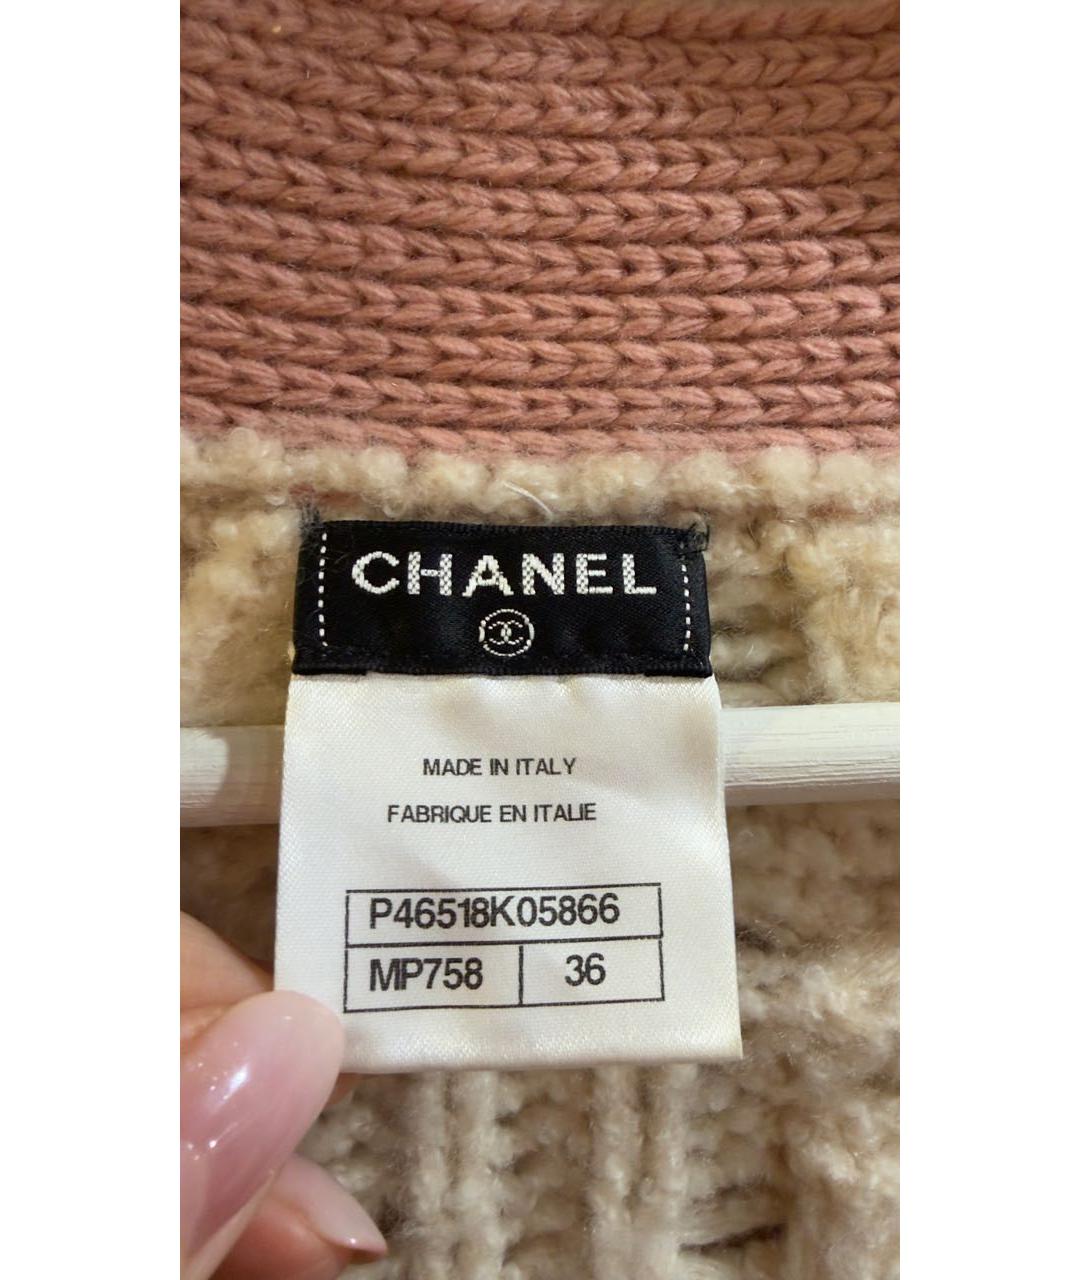 CHANEL
MADE IN ITALY
FABRIQUE EN ITALIE
P46518K05866
MP758 36